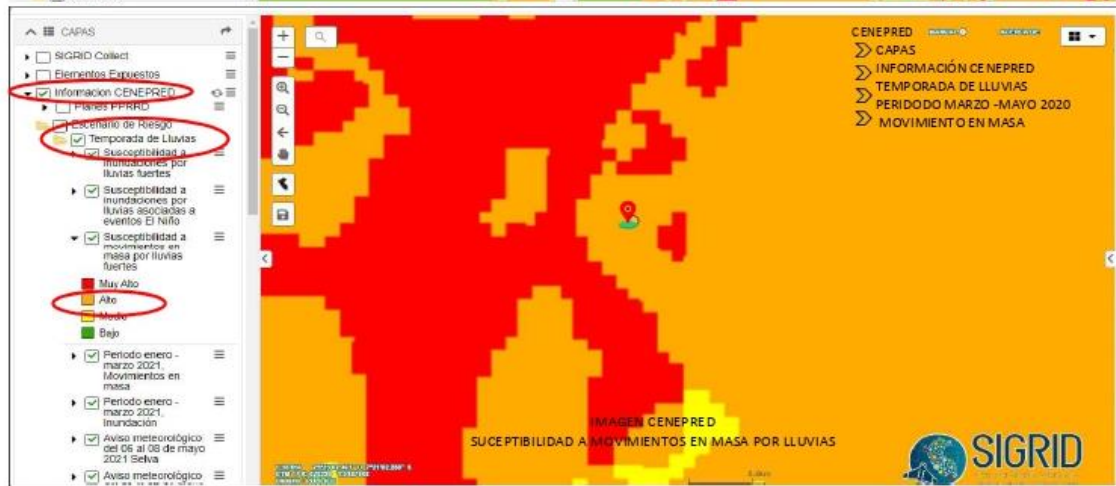 CAPAS
SIGRID Collect
Elementos Expuestos
Informacion CENEPRED
Planes PPRRD
Escenario de Riesgo
Temporada de Lluvias
Susceptibilidad a
inundaciones por
lluvias fuertes
Susceptibilidad a
inundaciones por
lluvias asociadas a
eventos El Niño
Susceptibilidad a
movimientos en
masa por lluvias
fuertes
Muy Alto
Alto
Medio
Bajo
Periodo enero -
marzo 2021,
Movimientos en
masa
Periodo enero -
marzo 2021,
Inundación
Aviso meteorológico
del 06 al 08 de mayo
2021 Selva
Aviso meteorológico
CENEPRED
CAPAS
INFORMACIÓN CENEPRED
TEMPORADA DE LLUVIAS
PERIDODO MARZO -MAYO 2020
MOVIMIENTO EN MASA
IMAGEN CENEPRED
SUCEPTIBILIDAD A MOVIMIENTOS EN MASA POR LLUVIAS
SIGRID